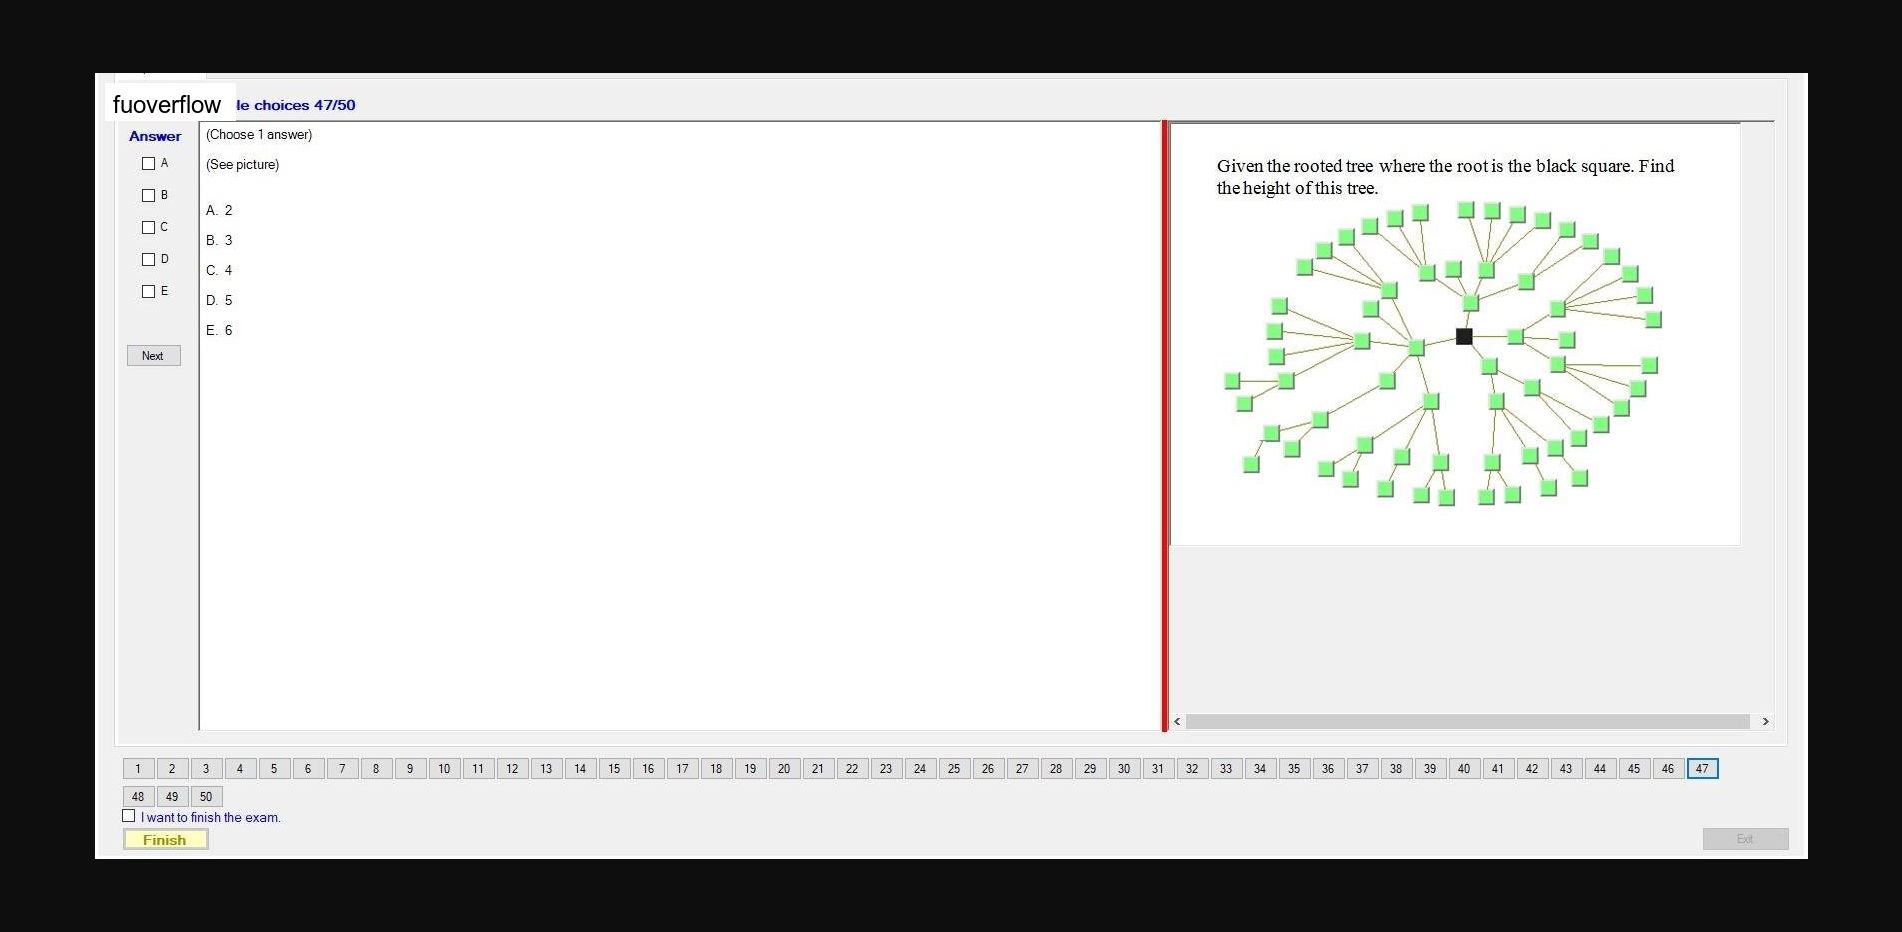 fuoverflow
le choices 47/50
Answer
A
B
C
D
E
Next
(Choose 1 answer)
(See picture)
A. 2
B. 3
C. 4
D. 5
E. 6
Given the rooted tree where the root is the black square. Find
the height of this tree.
1 2 3 4 5 6 7 8 9 10 11 12 13 14 15 16 17 18 19 20 21 22 23 24 25 26 27 28 29 30 31 32 33 34 35 36 37 38 39 40 41 42 43 44 45 46 47
48 49 50
I want to finish the exam.
Finish
Exit